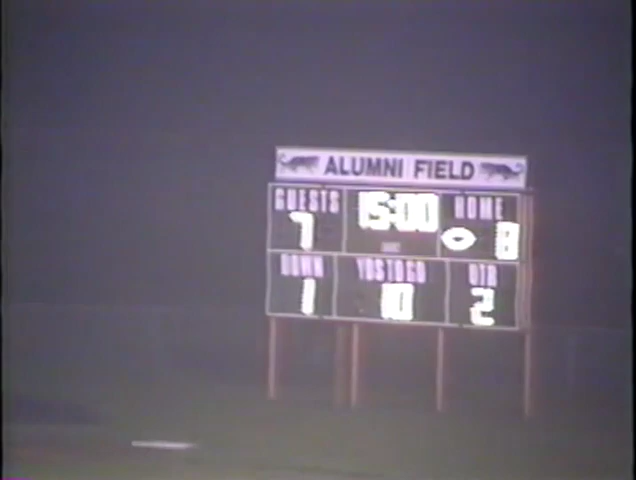 ALUMNI FIELD
GUESTS 15:00 HOME
7 8
DOWN YDS TO GO QTR
1 10 2